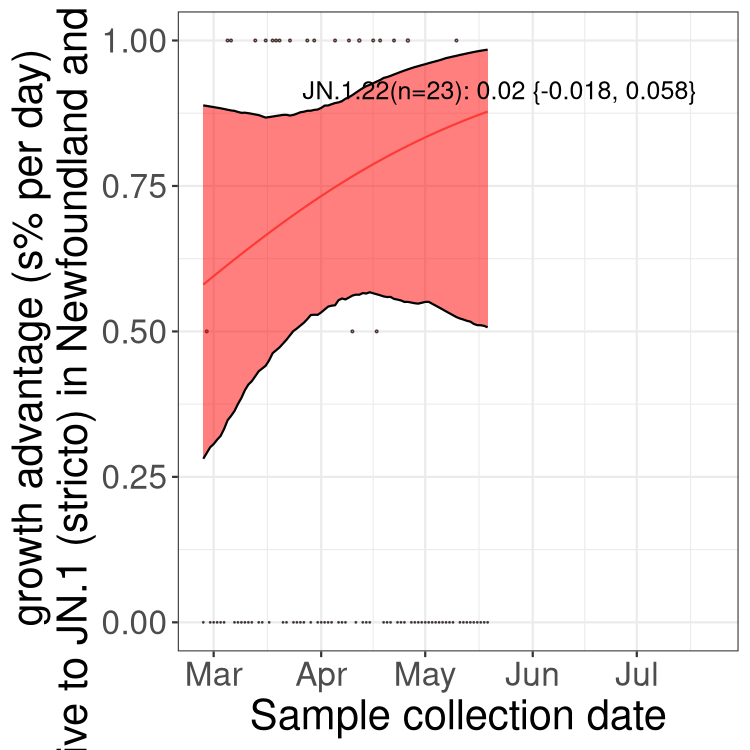 growth advantage (s% per day)
ive to JN.1 (stricto) in Newfoundland and
1.00
0.75
0.50
0.25
0.00
JN.1.22(n=23): 0.02 {-0.018, 0.058}
Mar Apr May Jun Jul
Sample collection date